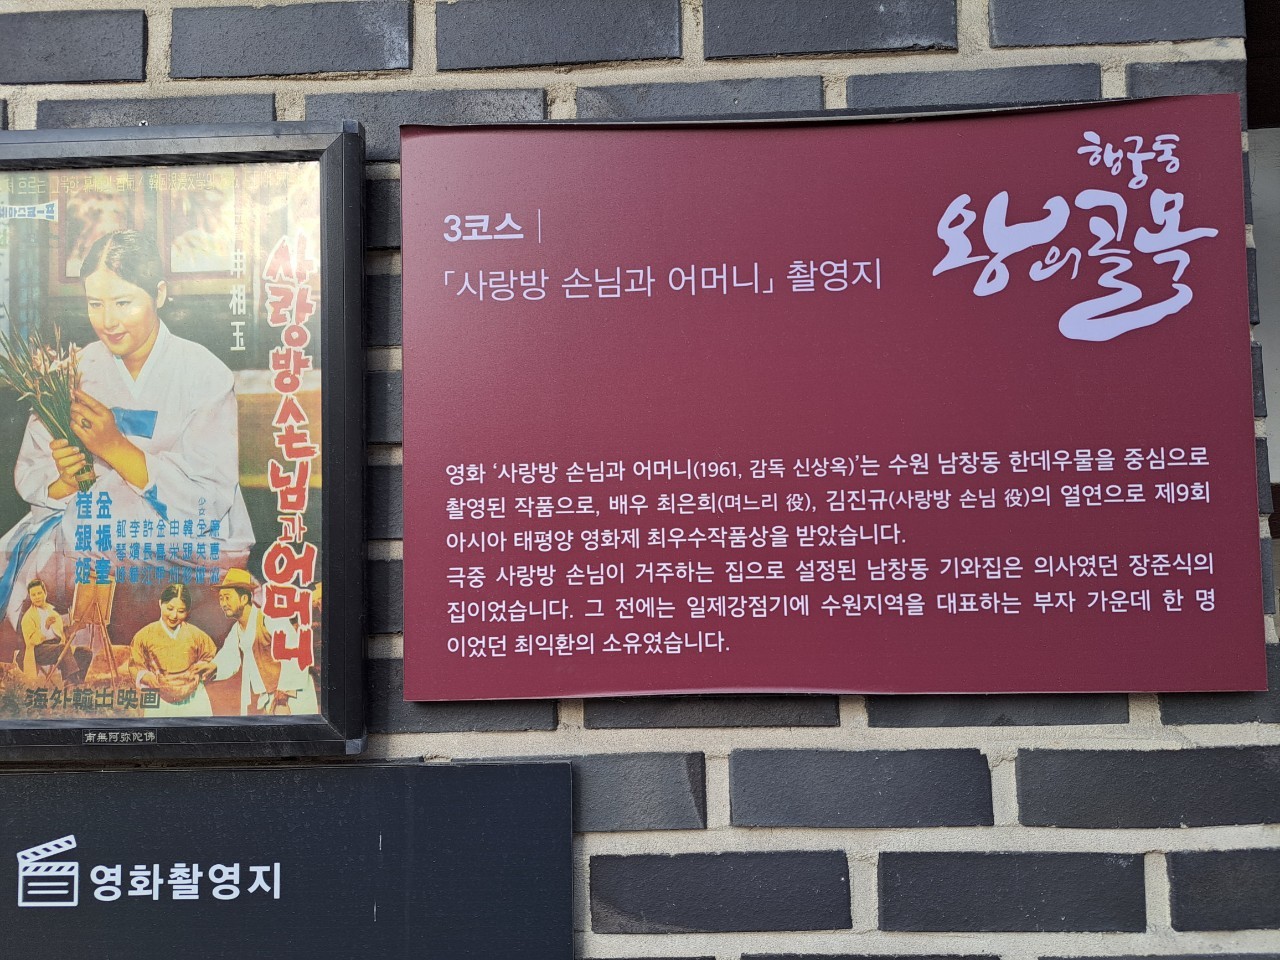 申相玉
사랑방손님과어머니
金振奎
崔銀姬
海外輸出映画
南無阿弥陀佛
영화촬영지
행궁동
왕의골목
3코스
「사랑방 손님과 어머니」 촬영지
영화 ‘사랑방 손님과 어머니(1961, 감독 신상옥)’는 수원 남창동 한데우물을 중심으로
촬영된 작품으로, 배우 최은희(며느리 役), 김진규(사랑방 손님 役)의 열연으로 제9회
아시아 태평양 영화제 최우수작품상을 받았습니다.
극중 사랑방 손님이 거주하는 집으로 설정된 남창동 기와집은 의사였던 장준식의
집이었습니다. 그 전에는 일제강점기에 수원지역을 대표하는 부자 가운데 한 명
이었던 최익환의 소유였습니다.